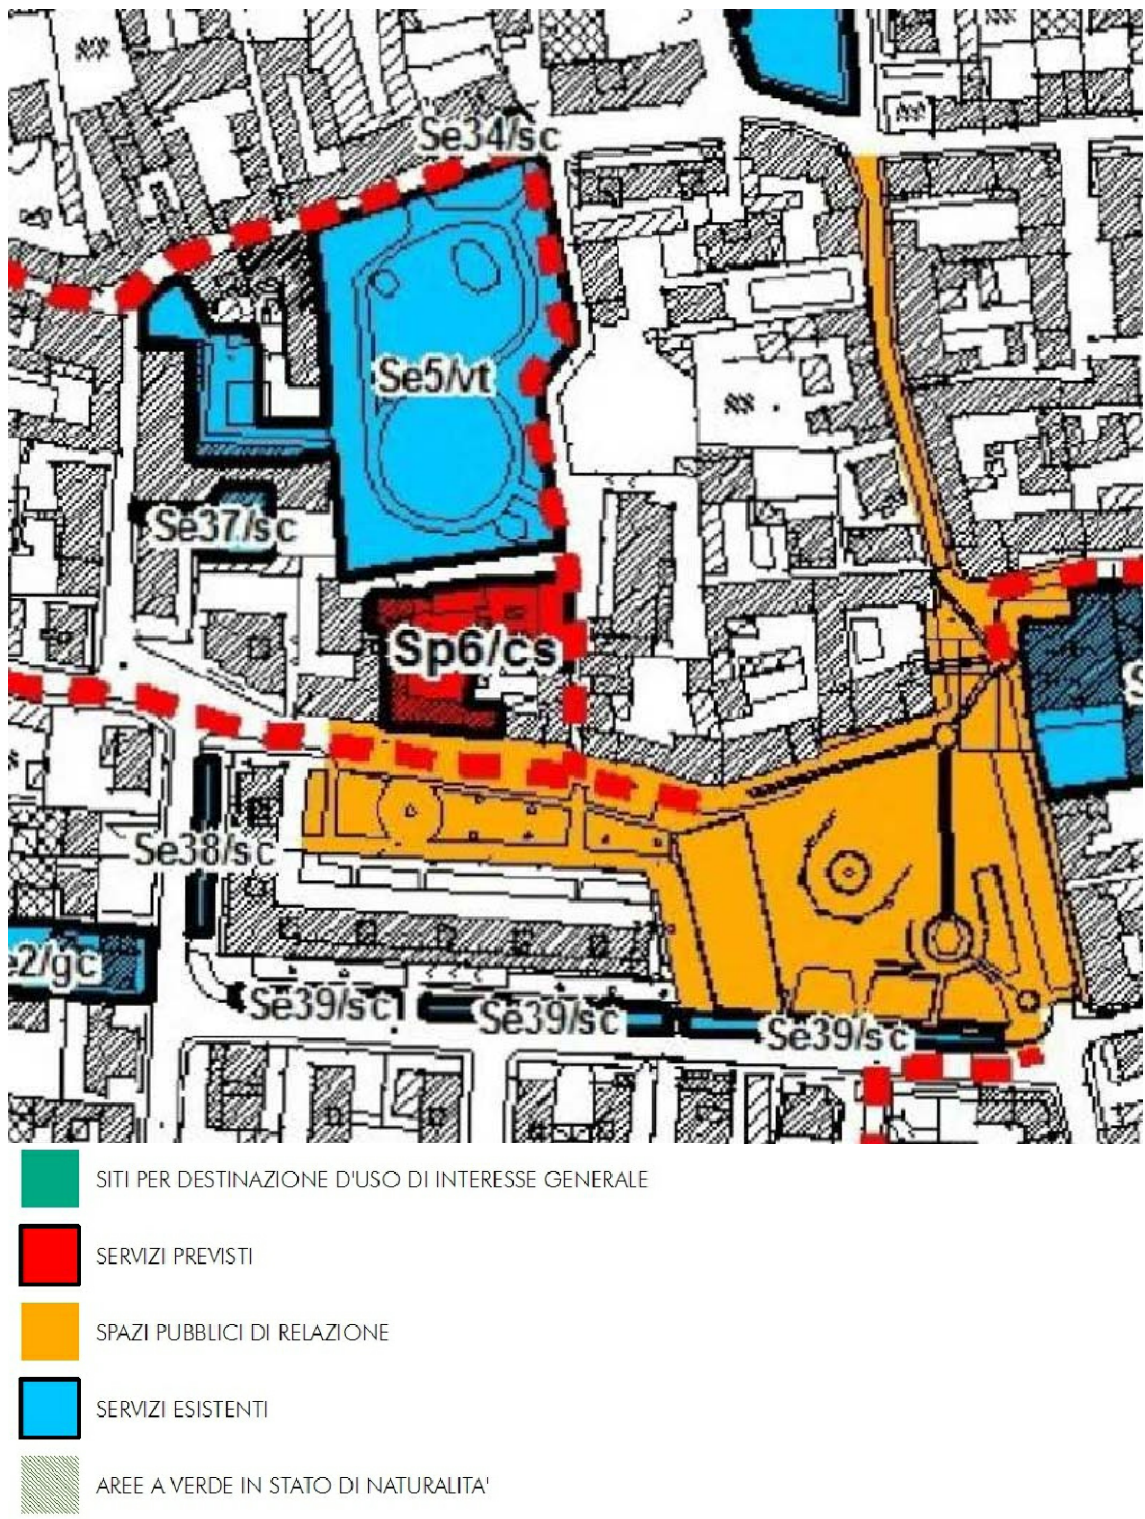 Se34/sc
Se5/vt
Se37/sc
Sp6/cs
S
Se38/sc
e2/gc
Se39/sc
Se39/sc
Se39/sc
SITI PER DESTINAZIONE D'USO DI INTERESSE GENERALE
SERVIZI PREVISTI
SPAZI PUBBLICI DI RELAZIONE
SERVIZI ESISTENTI
AREE A VERDE IN STATO DI NATURALITA'